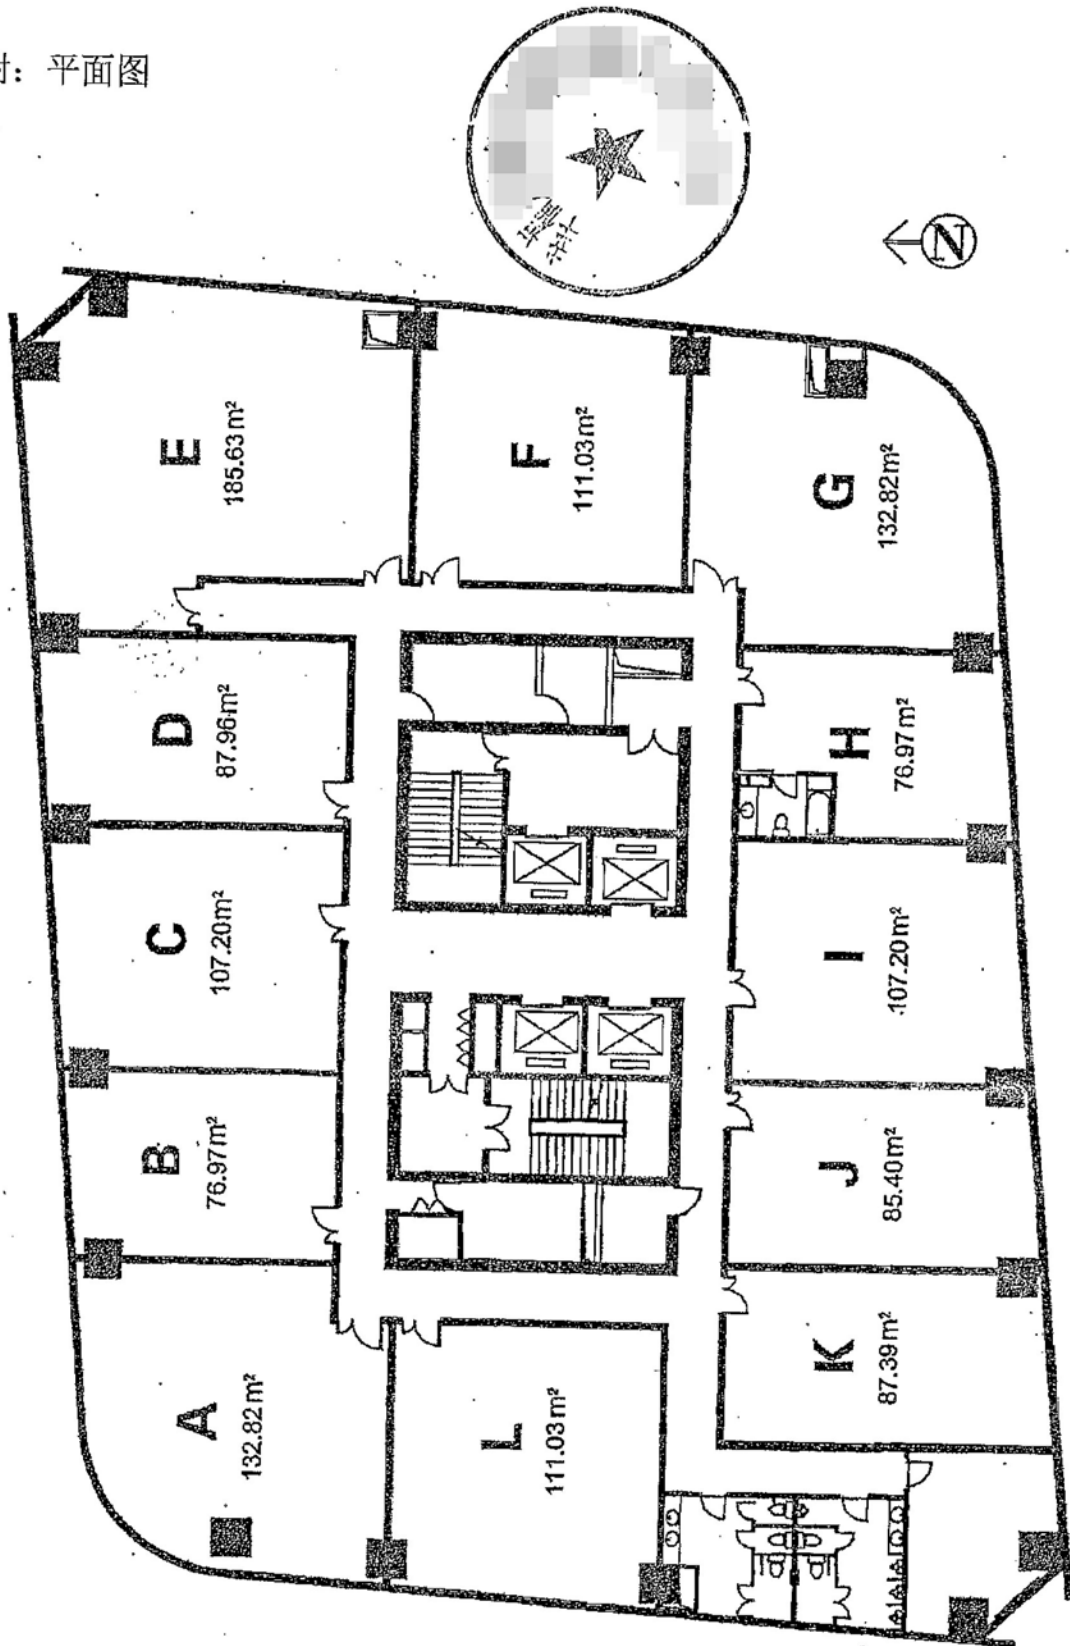 附：平面图
N
E
185.63m²
F
111.03m²
G
132.82m²
D
87.96m²
H
76.97m²
C
107.20m²
I
107.20m²
B
76.97m²
J
85.40m²
A
132.82m²
L
111.03m²
K
87.39m²